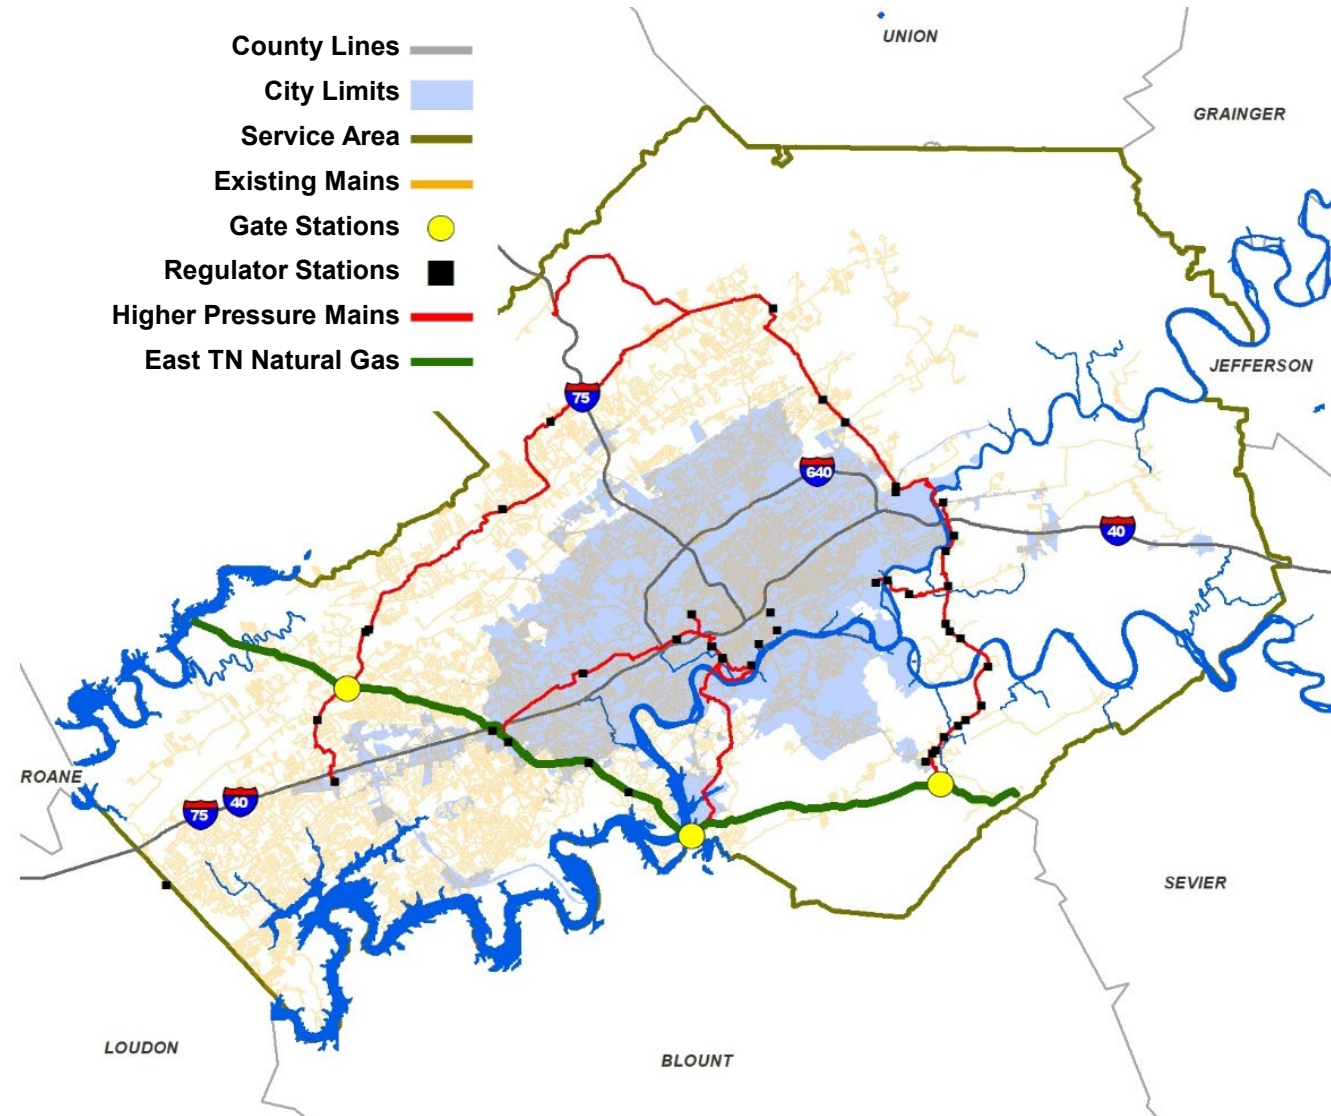 County Lines
City Limits
Service Area
Existing Mains
Gate Stations
Regulator Stations
Higher Pressure Mains
East TN Natural Gas
UNION
GRAINGER
JEFFERSON
75
640
40
ROANE
75
40
SEVIER
LOUDON
BLOUNT